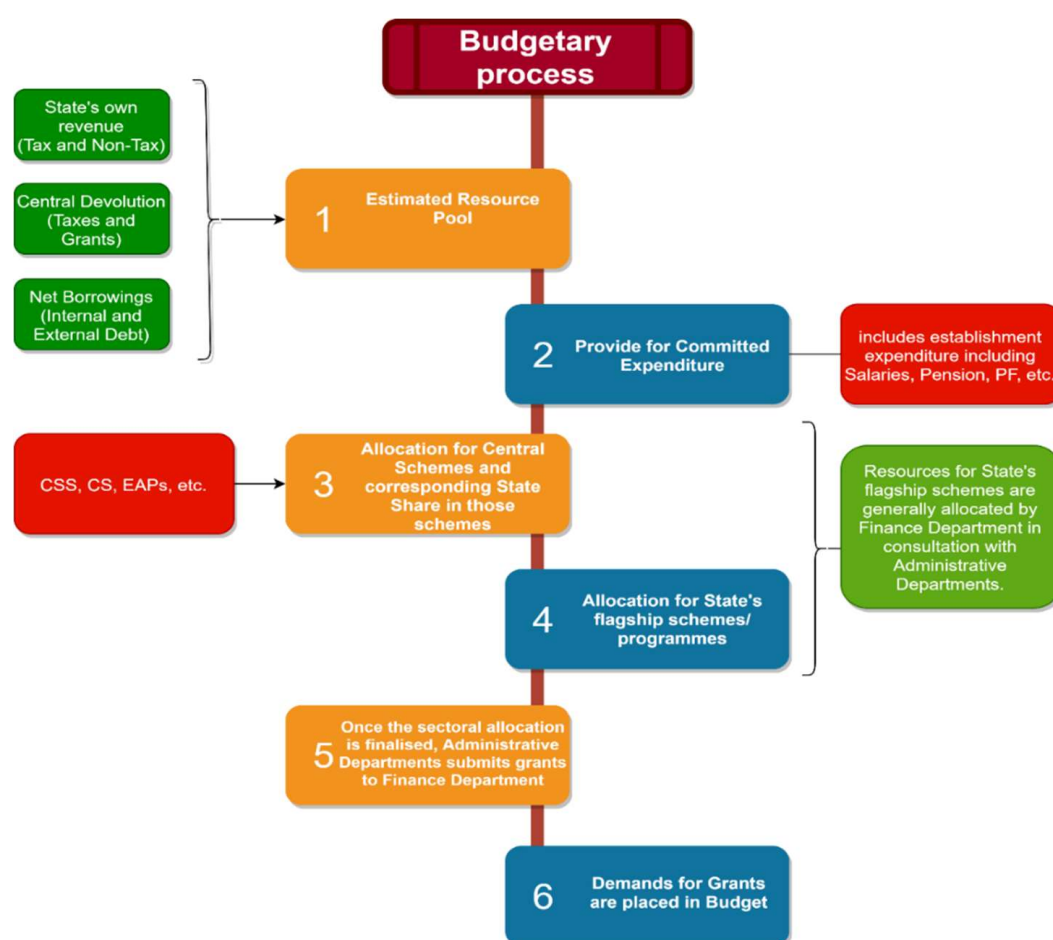 Budgetary
process
State's own
revenue
(Tax and Non-Tax)
Central Devolution
(Taxes and
Grants)
Net Borrowings
(Internal and
External Debt)
1
Estimated Resource
Pool
2
Provide for Committed
Expenditure
includes establishment
expenditure including
Salaries, Pension, PF, etc.
CSS, CS, EAPs, etc.
3
Allocation for Central
Schemes and
corresponding State
Share in those
schemes
Resources for State's
flagship schemes are
generally allocated by
Finance Department in
consultation with
Administrative
Departments.
4
Allocation for State's
flagship schemes/
programmes
5
Once the sectoral allocation
is finalised, Administrative
Departments submits grants
to Finance Department
6
Demands for Grants
are placed in Budget